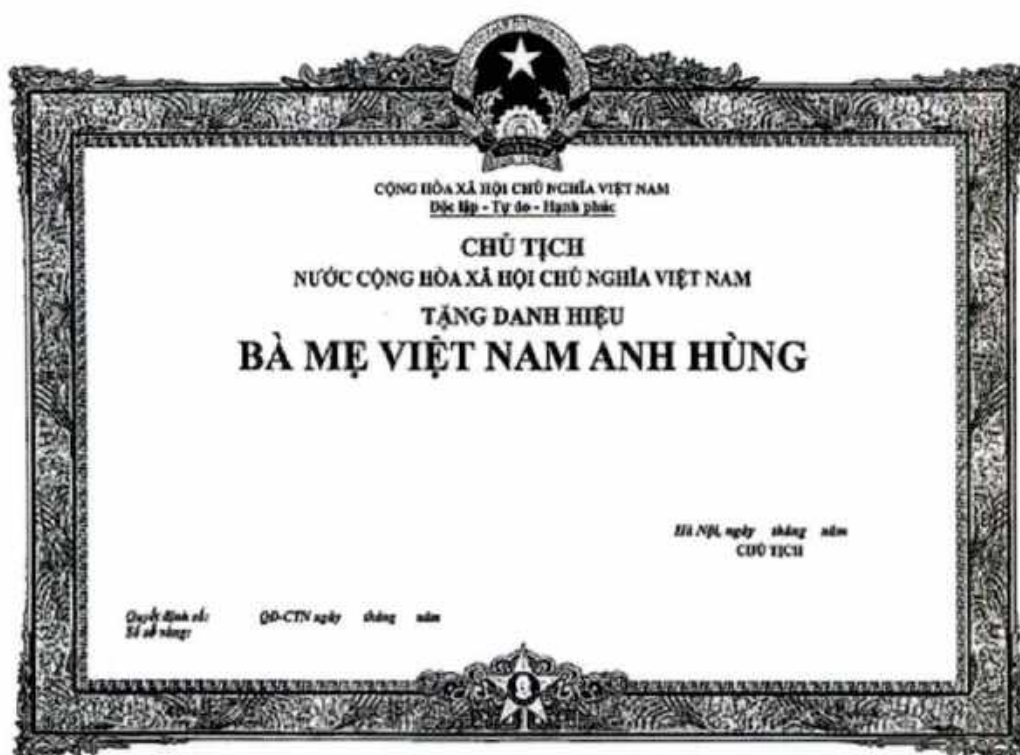 CỘNG HÒA XÃ HỘI CHỦ NGHĨA VIỆT NAM
Độc lập - Tự do - Hạnh phúc
CHỦ TỊCH
NƯỚC CỘNG HÒA XÃ HỘI CHỦ NGHĨA VIỆT NAM
TẶNG DANH HIỆU
BÀ MẸ VIỆT NAM ANH HÙNG
Hà Nội, ngày tháng năm
CHỦ TỊCH
Quyết định số: QĐ-CTN ngày tháng năm
Số sổ vàng: